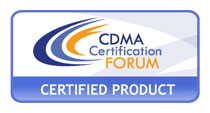 CDMA
Certification
FORUM
CERTIFIED PRODUCT